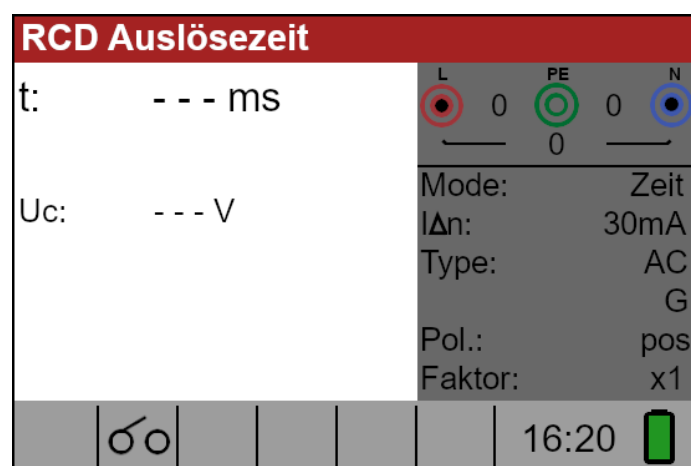 RCD Auslösezeit
t: - - - ms
Uc: - - - V
L PE N
0 0
0
Mode: Zeit
I∆n: 30mA
Type: AC
G
Pol.: pos
Faktor: x1
16:20